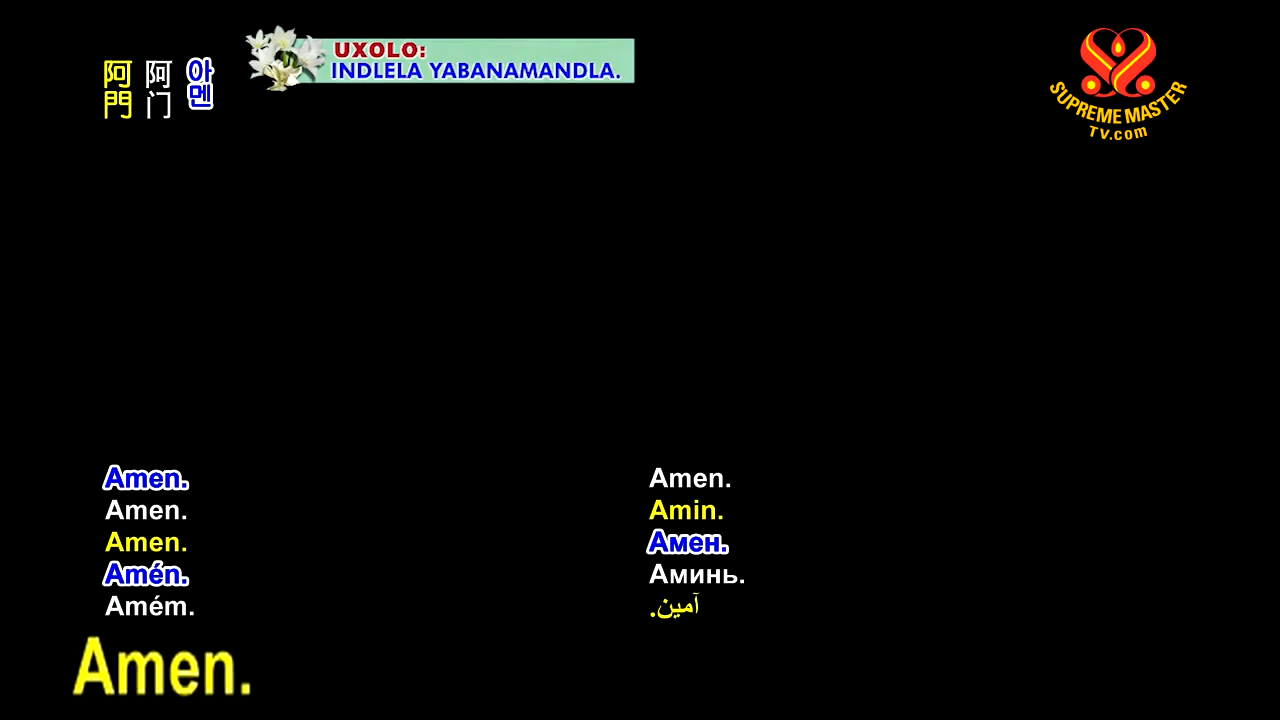 阿門
阿门
아멘
UXOLO:
INDLELA YABANAMANDLA.
SUPREME MASTER
TV.com
Amen.
Amen.
Amen.
Amén.
Amém.
Amen.
Amin.
Амен.
Аминь.
آمین.
Amen.